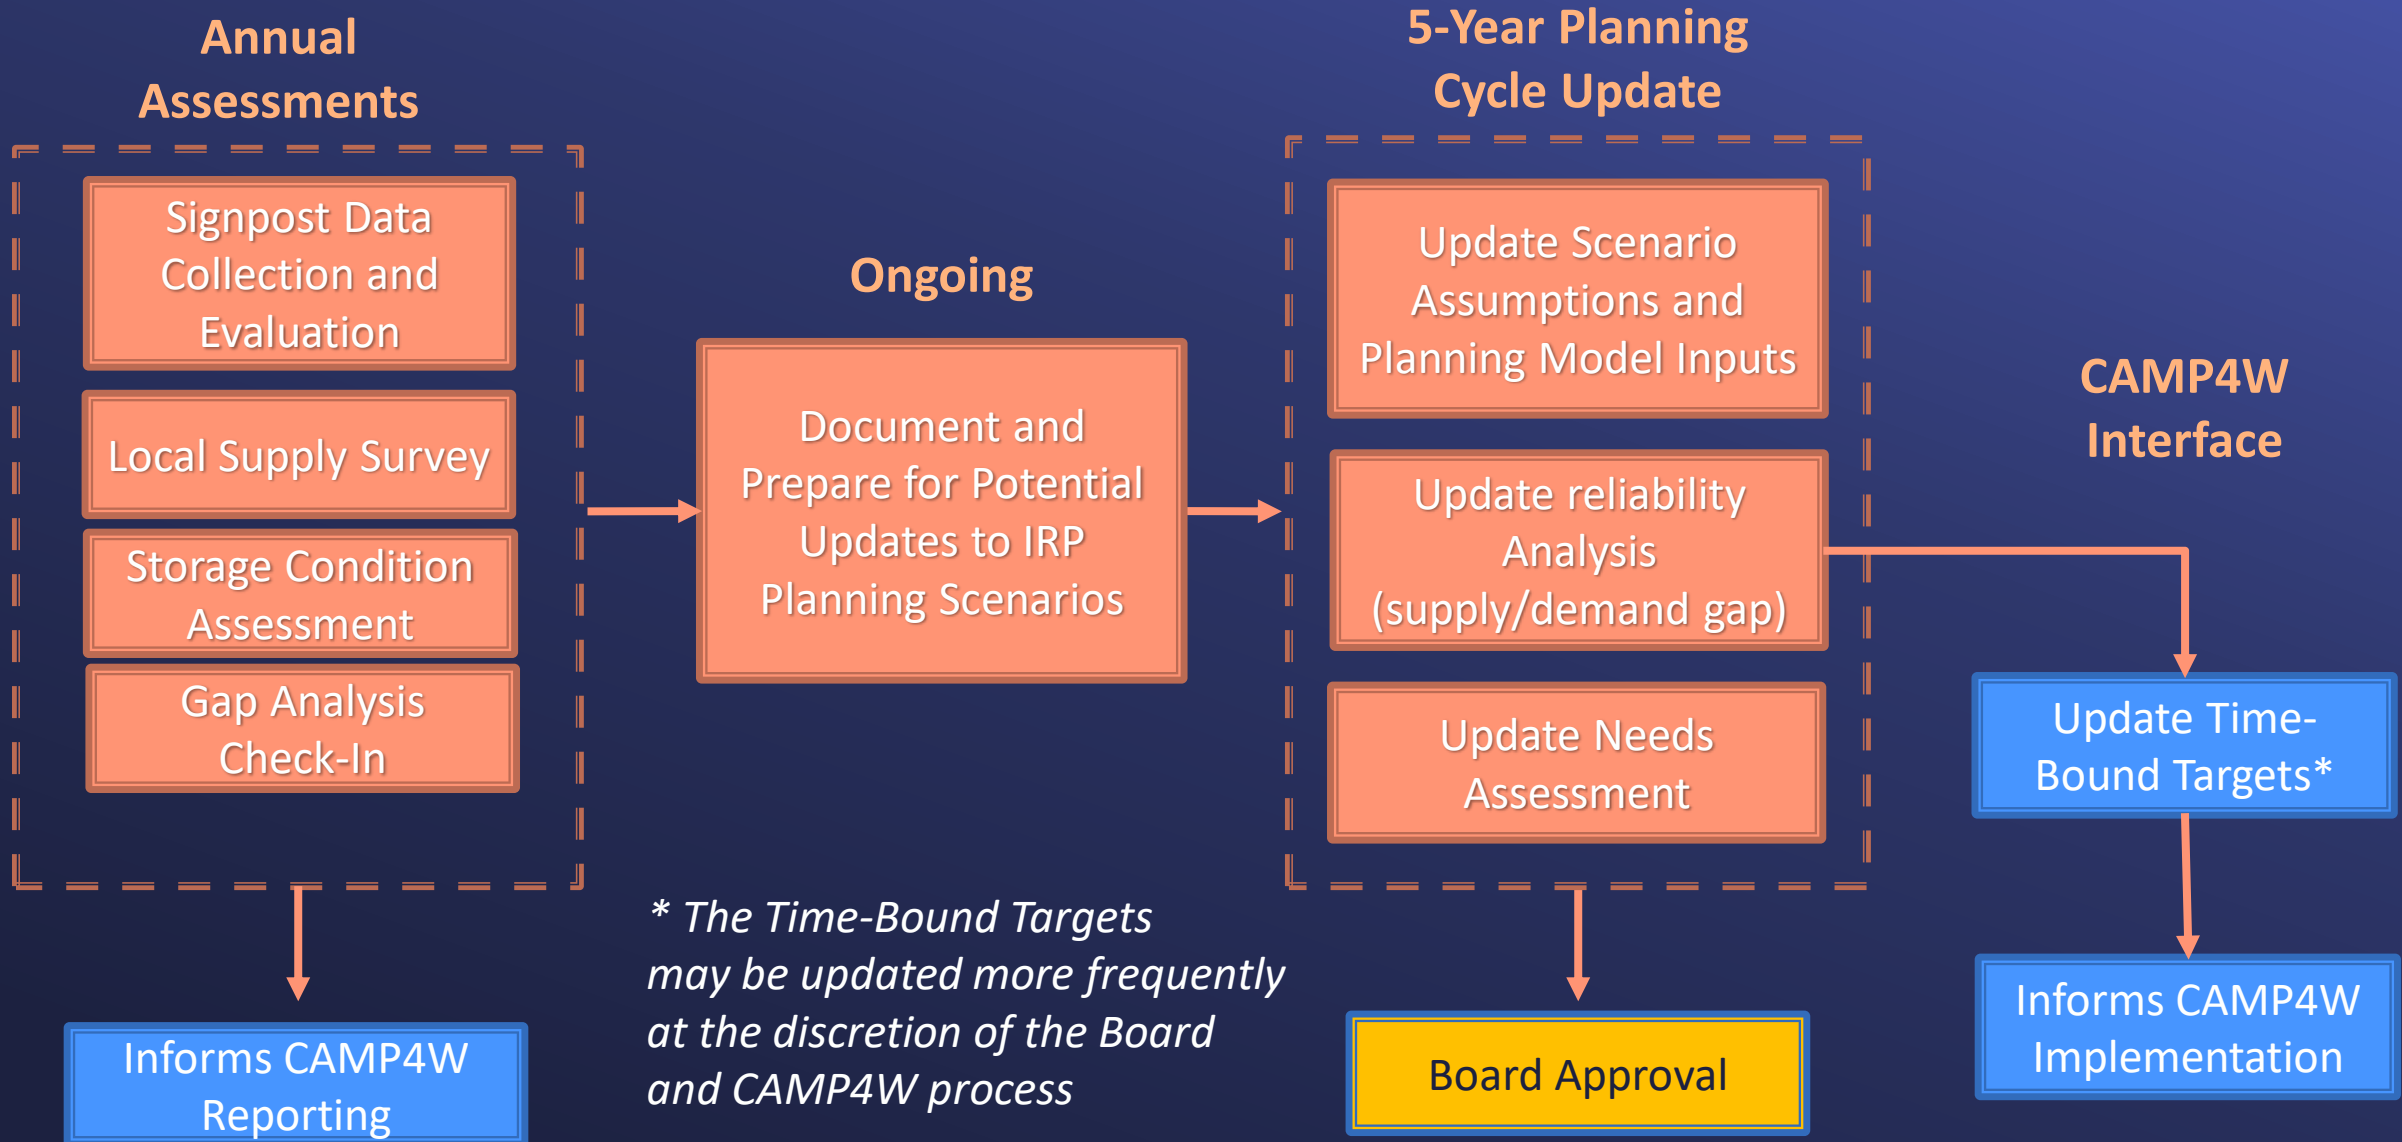 Annual
Assessments
Signpost Data
Collection and
Evaluation
Local Supply Survey
Storage Condition
Assessment
Gap Analysis
Check-In
Informs CAMP4W
Reporting
Ongoing
Document and
Prepare for Potential
Updates to IRP
Planning Scenarios
* The Time-Bound Targets
may be updated more frequently
at the discretion of the Board
and CAMP4W process
5-Year Planning
Cycle Update
Update Scenario
Assumptions and
Planning Model Inputs
Update reliability
Analysis
(supply/demand gap)
Update Needs
Assessment
Board Approval
CAMP4W
Interface
Update Time-
Bound Targets*
Informs CAMP4W
Implementation